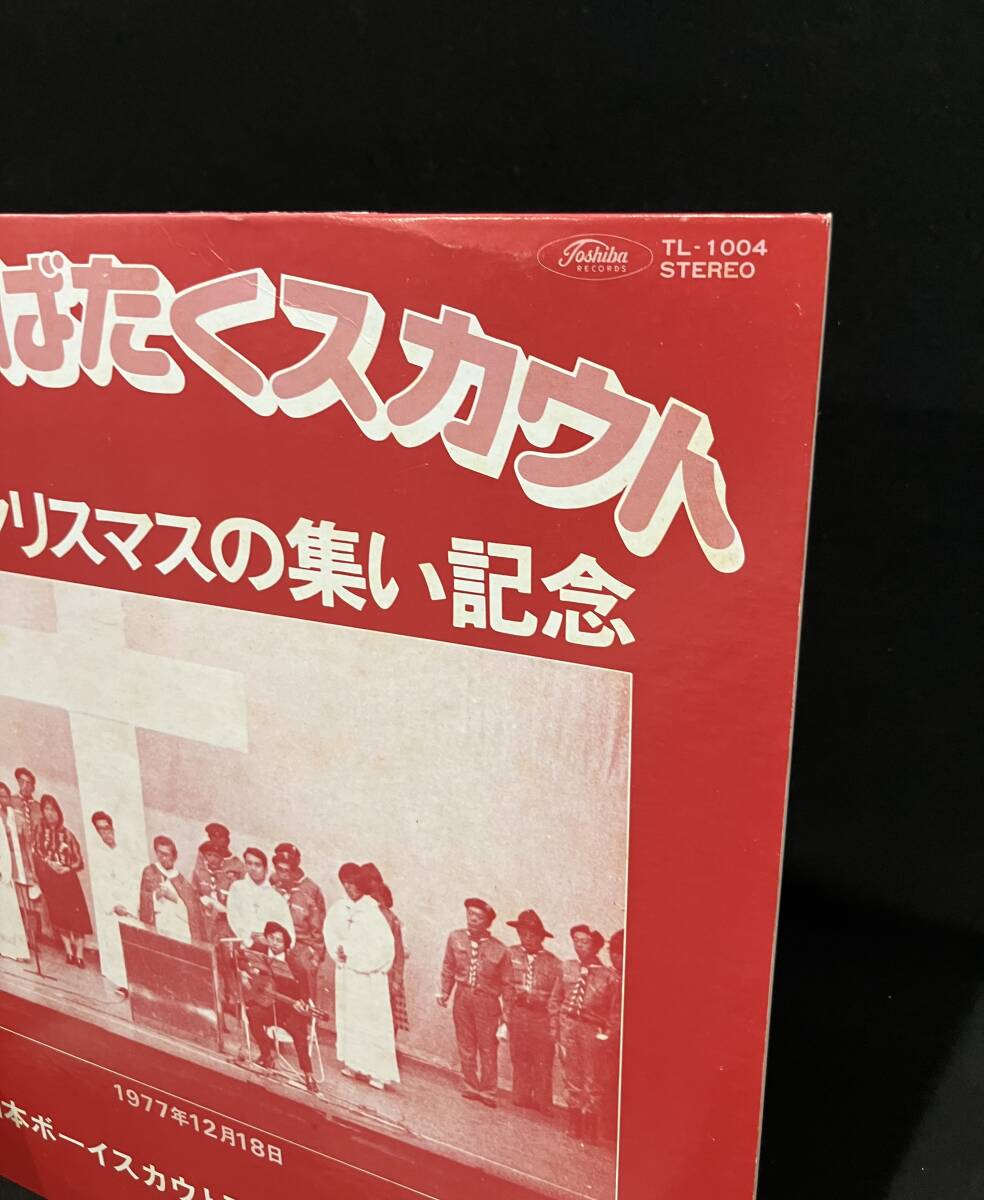 Toshiba
RECORDS
TL-1004
STEREO
ばたくスカウト
クリスマスの集い記念
1977年12月18日
本ボーイスカウト